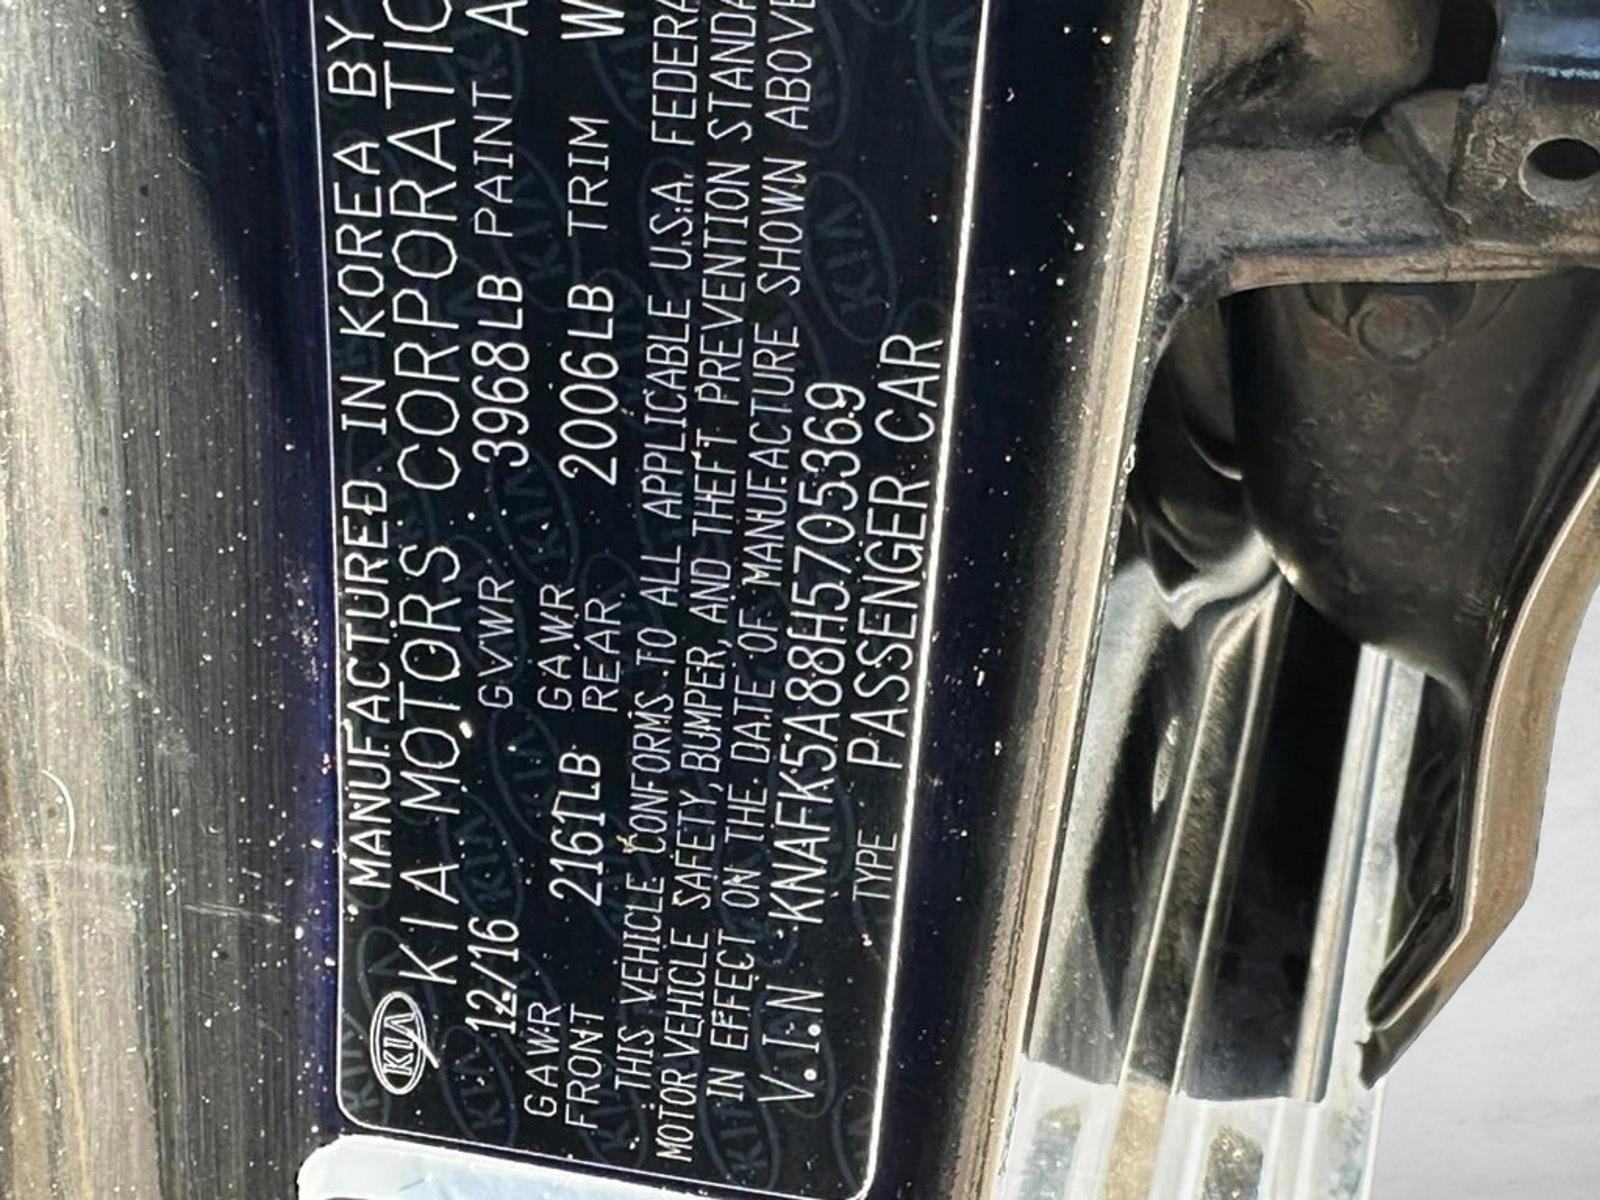 KIA MANUFACTURED IN KOREA BY
KIA MOTORS CORPORATIO
12/16 GVWR 3968LB PAINT A
GAWR FRONT 2161LB GAWR REAR 2006LB TRIM W
THIS VEHICLE CONFORMS TO ALL APPLICABLE U.S.A. FEDERA
MOTOR VEHICLE SAFETY, BUMPER, AND THEFT PREVENTION STANDA
IN EFFECT ON THE DATE OF MANUFACTURE SHOWN ABOVE
V.I.N KNAFK5A88H5705369
TYPE PASSENGER CAR